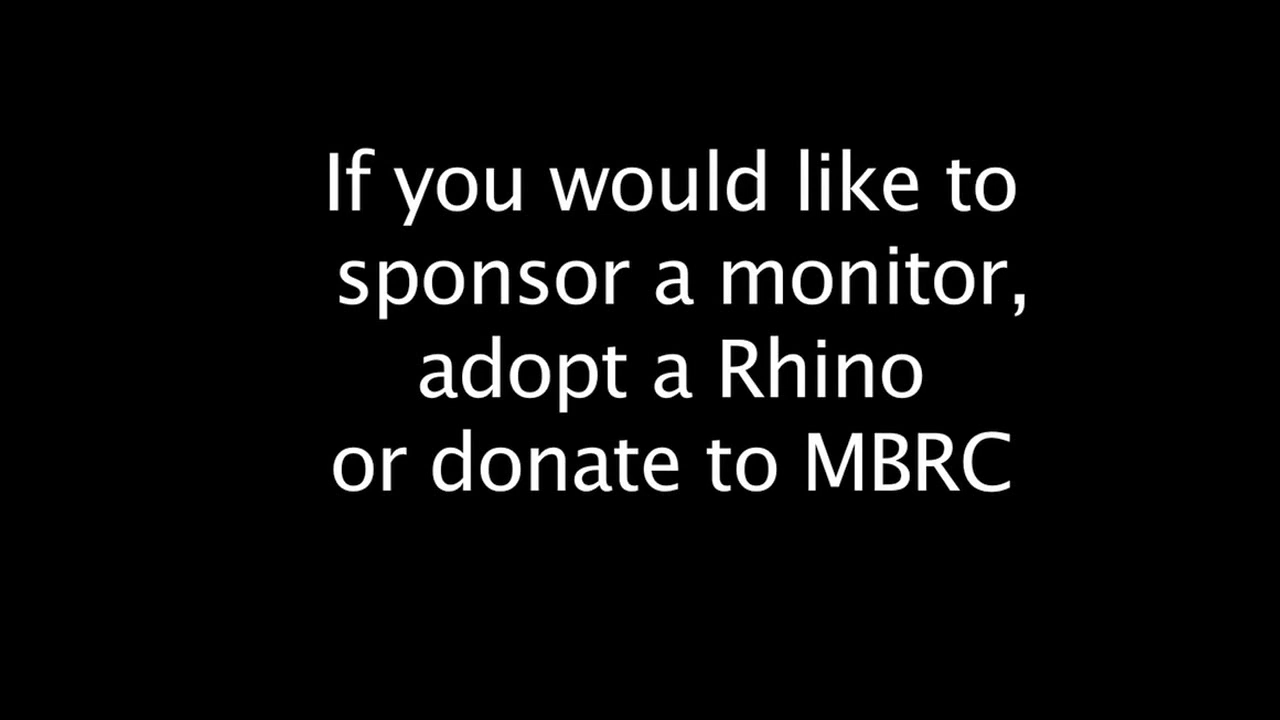 If you would like to
sponsor a monitor,
adopt a Rhino
or donate to MBRC